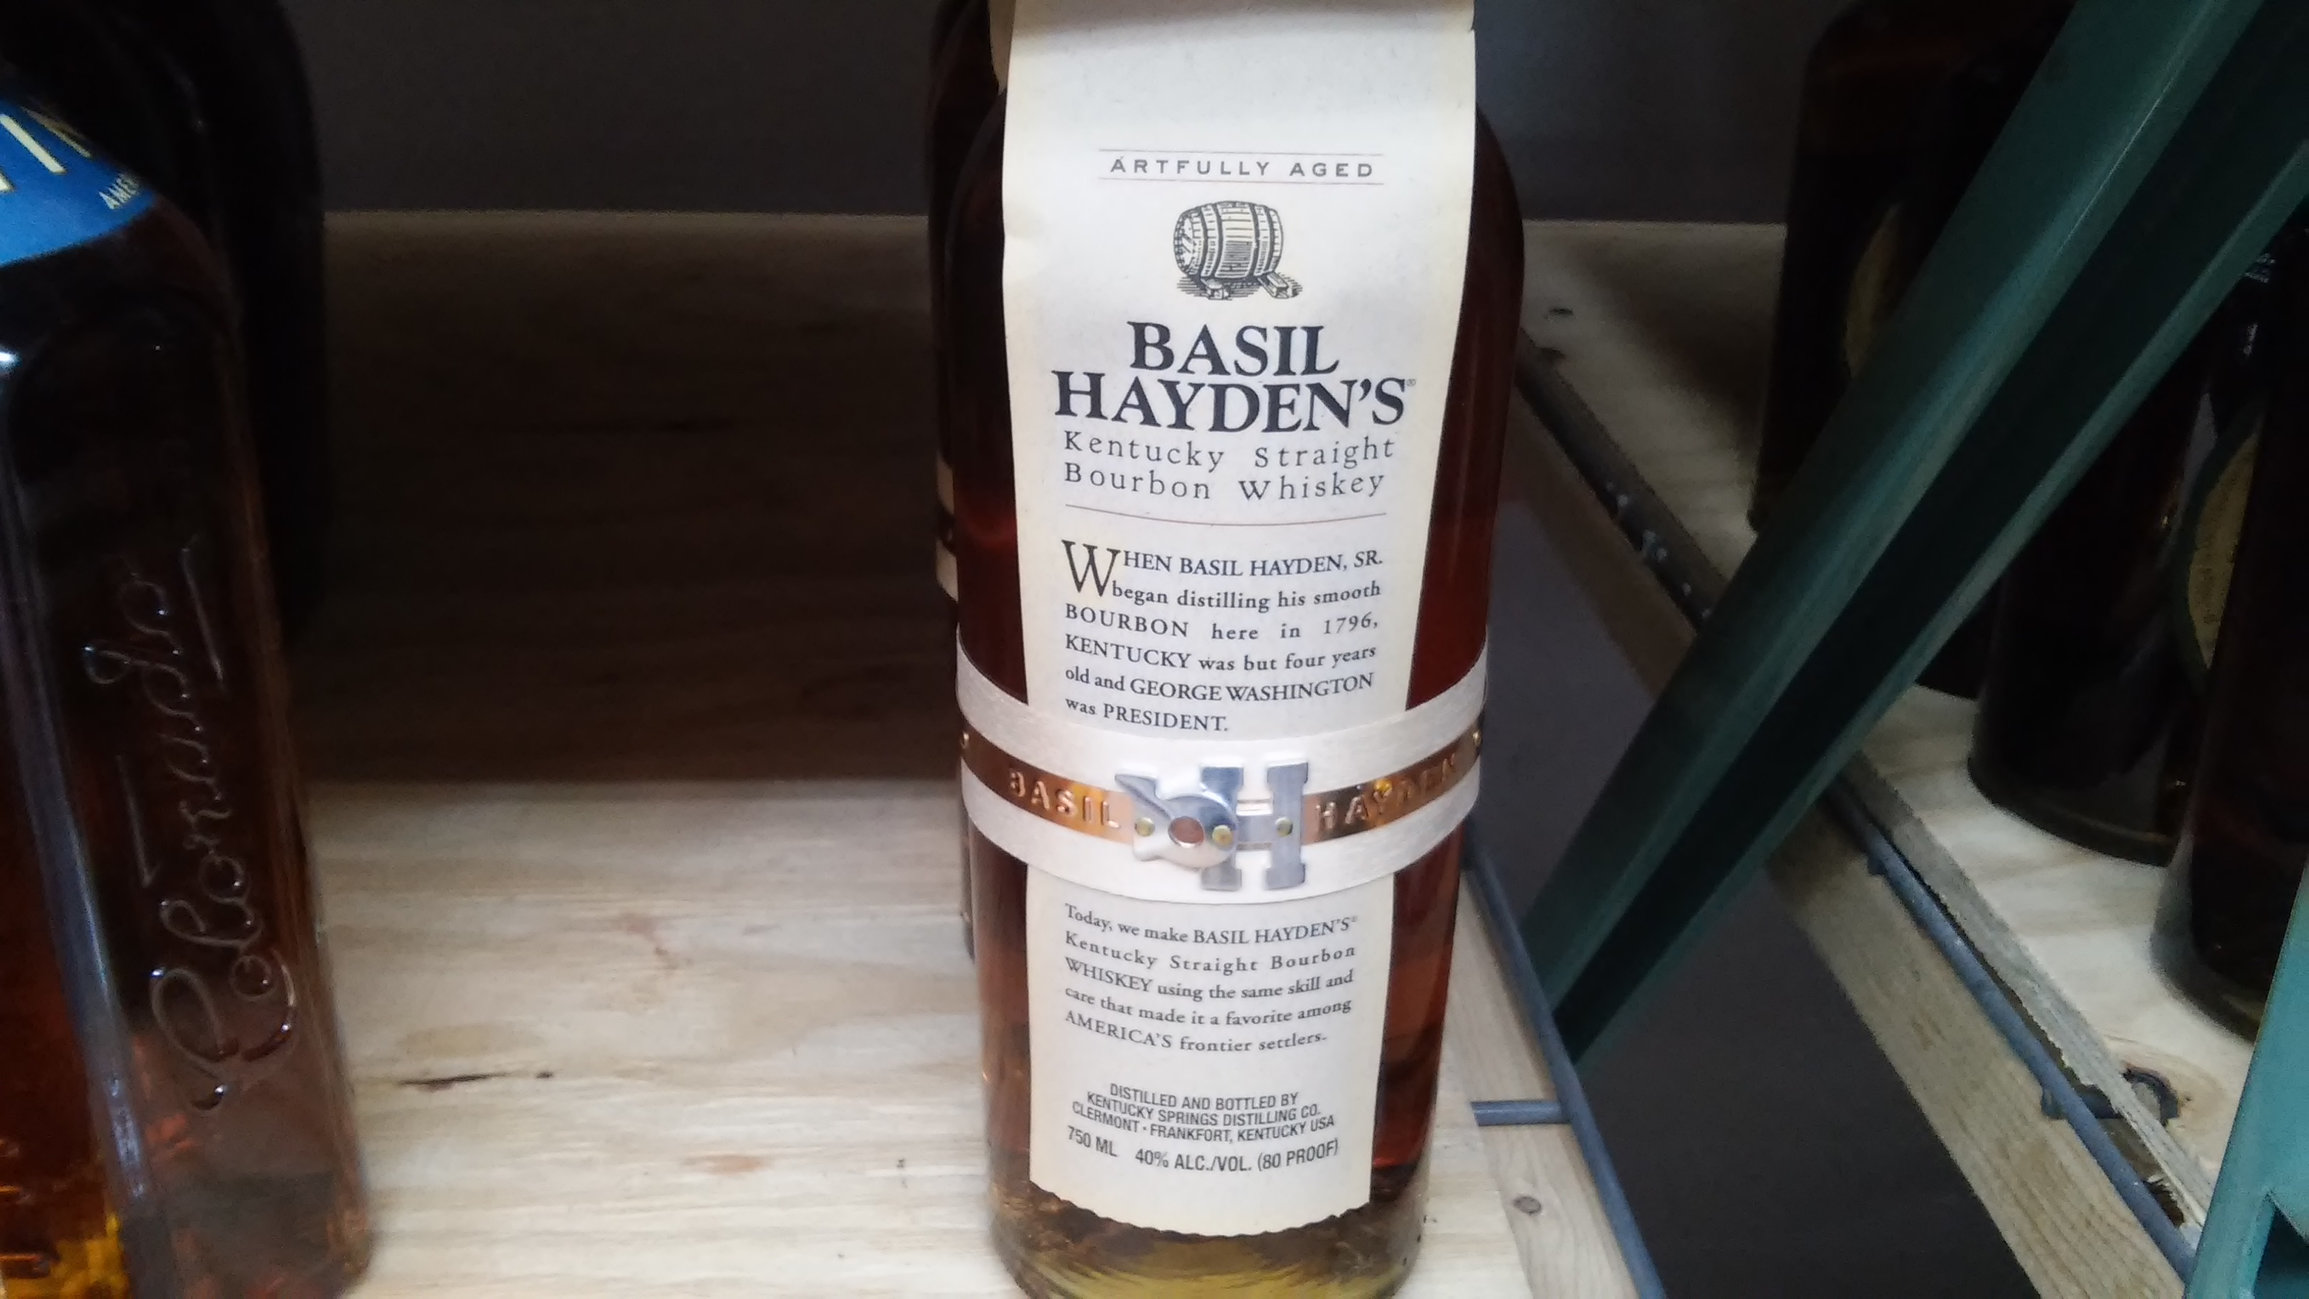 ARTFULLY AGED
BASIL
HAYDEN'S®
Kentucky Straight
Bourbon Whiskey
WHEN BASIL HAYDEN, SR.
began distilling his smooth
BOURBON here in 1796,
KENTUCKY was but four years
old and GEORGE WASHINGTON
was PRESIDENT.
BASIL H HAYDEN
Today, we make BASIL HAYDEN'S®
Kentucky Straight Bourbon
WHISKEY using the same skill and
care that made it a favorite among
AMERICA'S frontier settlers.
DISTILLED AND BOTTLED BY
KENTUCKY SPRINGS DISTILLING CO.
CLERMONT · FRANKFORT, KENTUCKY USA
750 ML 40% ALC./VOL. (80 PROOF)
Colorado